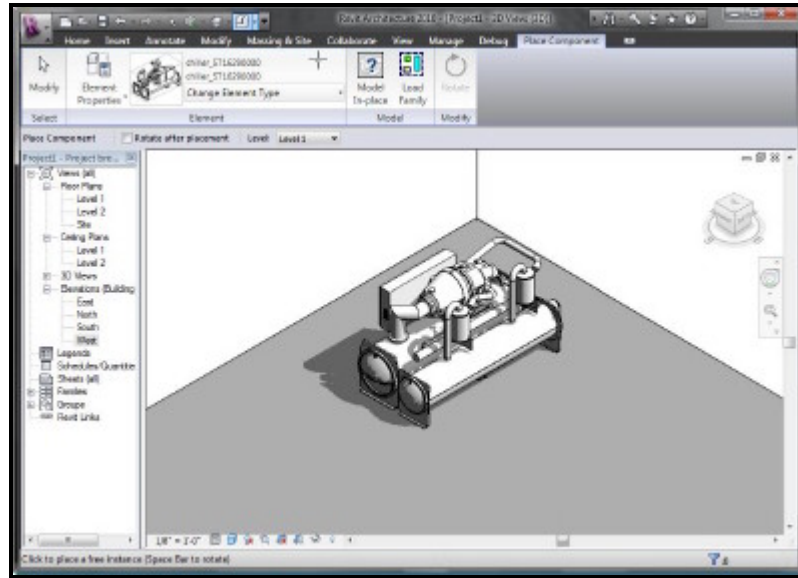 Revit Architecture 2010 - [Project1 - 3D View: {3D}]
Home Insert Annotate Modify Massing & Site Collaborate View Manage Debug Place Component
chiller_ST16290000
chiller_ST16290000
Change Element Type
Modify
Element Properties
Model In-place
Load Family
Rotate
Select Element Model Modify
Place Component Rotate after placement Level: Level 1
Project1 - Project bro...
Views (all)
Floor Plans
Level 1
Level 2
Site
Ceiling Plans
Level 1
Level 2
3D Views
Elevations (Building
East
North
South
West
Legends
Schedules/Quantitie
Sheets (all)
Families
Groups
Revit Links
1/8" = 1'-0"
Click to place a free instance (Space Bar to rotate)